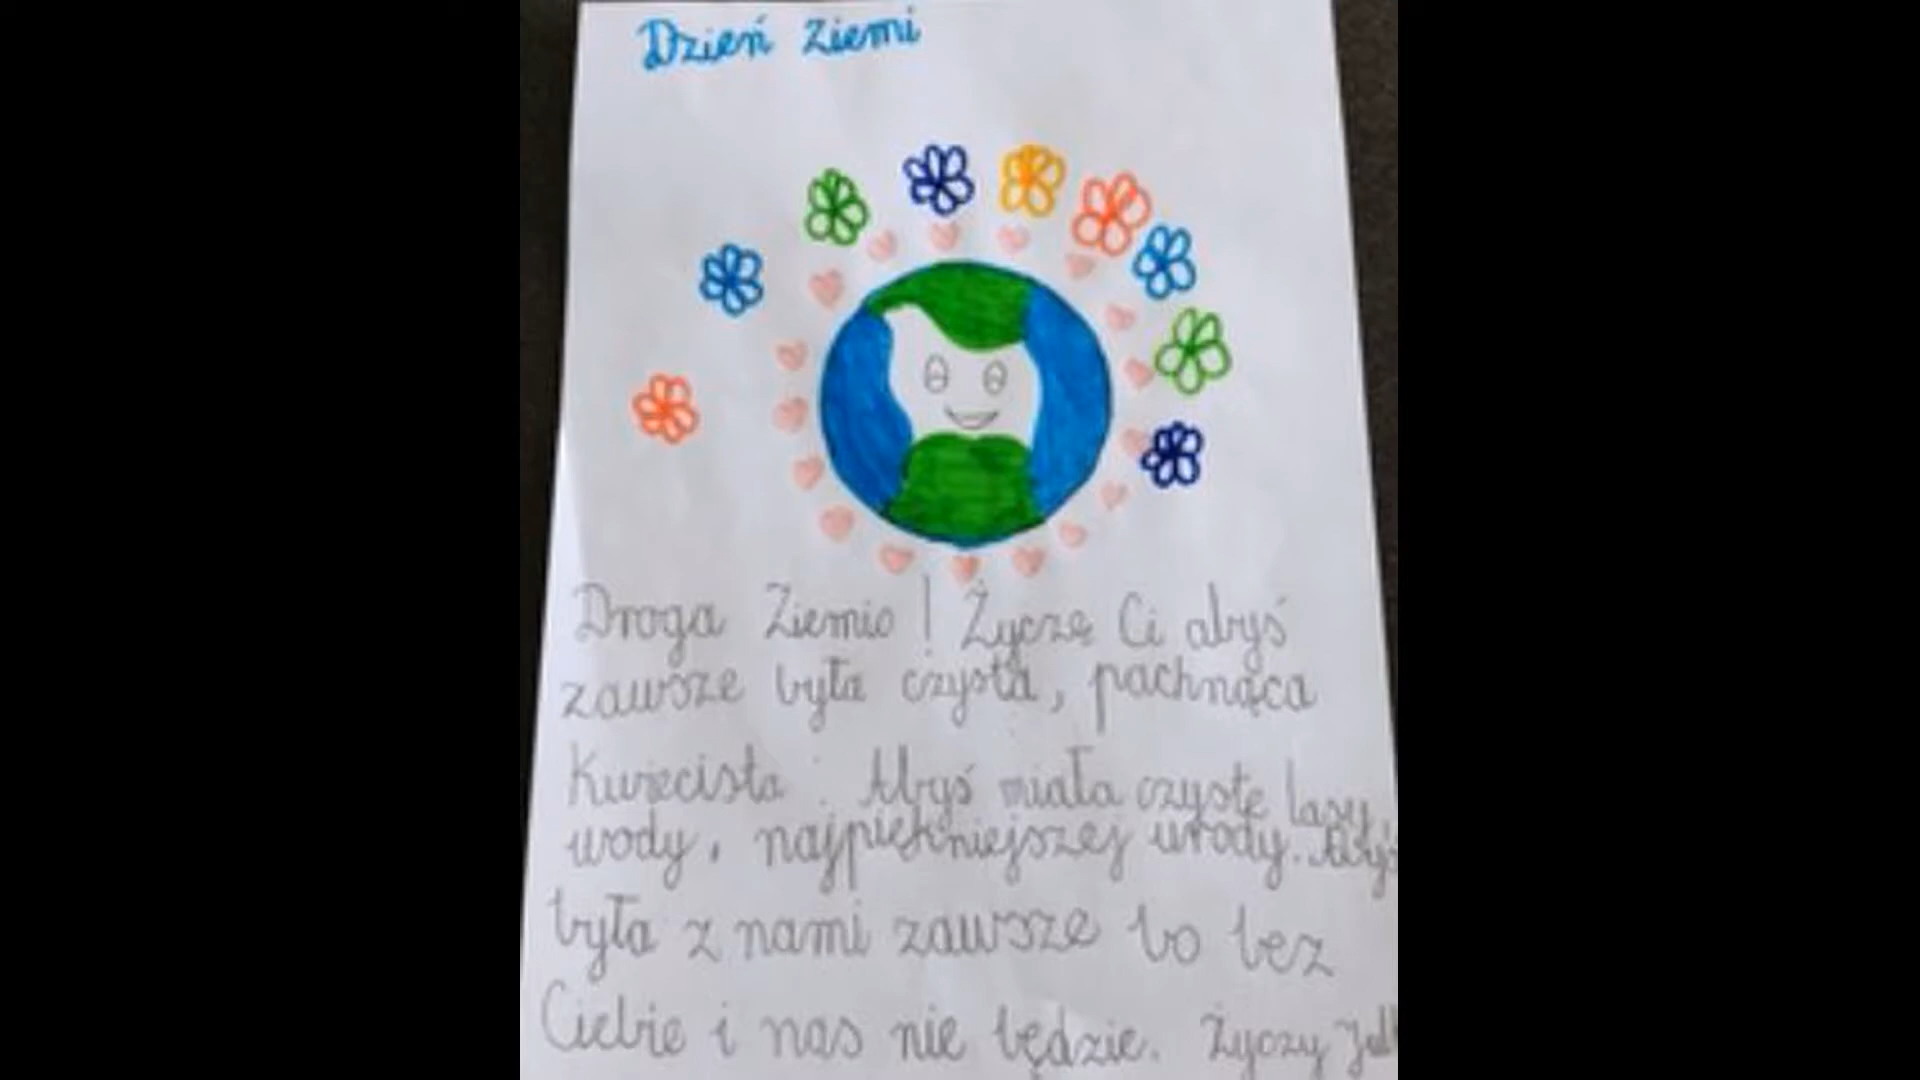 Dzień Ziemi
Droga Ziemio! Życzę Ci abyś
zawsze była czysta, pachnąca
Kwiecista. Abyś miała czyste lasy,
wody, najpiękniejszej urody. Abyś
była z nami zawsze bo bez
Ciebie i nas nie będzie. Życzy